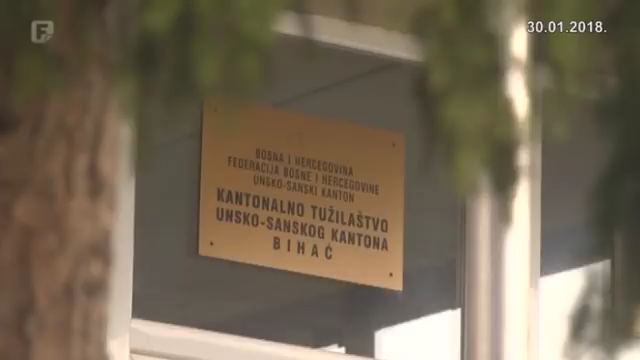 30.01.2018.
BOSNA I HERCEGOVINA
FEDERACIJA BOSNE I HERCEGOVINE
UNSKO-SANSKI KANTON
KANTONALNO TUŽILAŠTVO
UNSKO-SANSKOG KANTONA
BIHAĆ